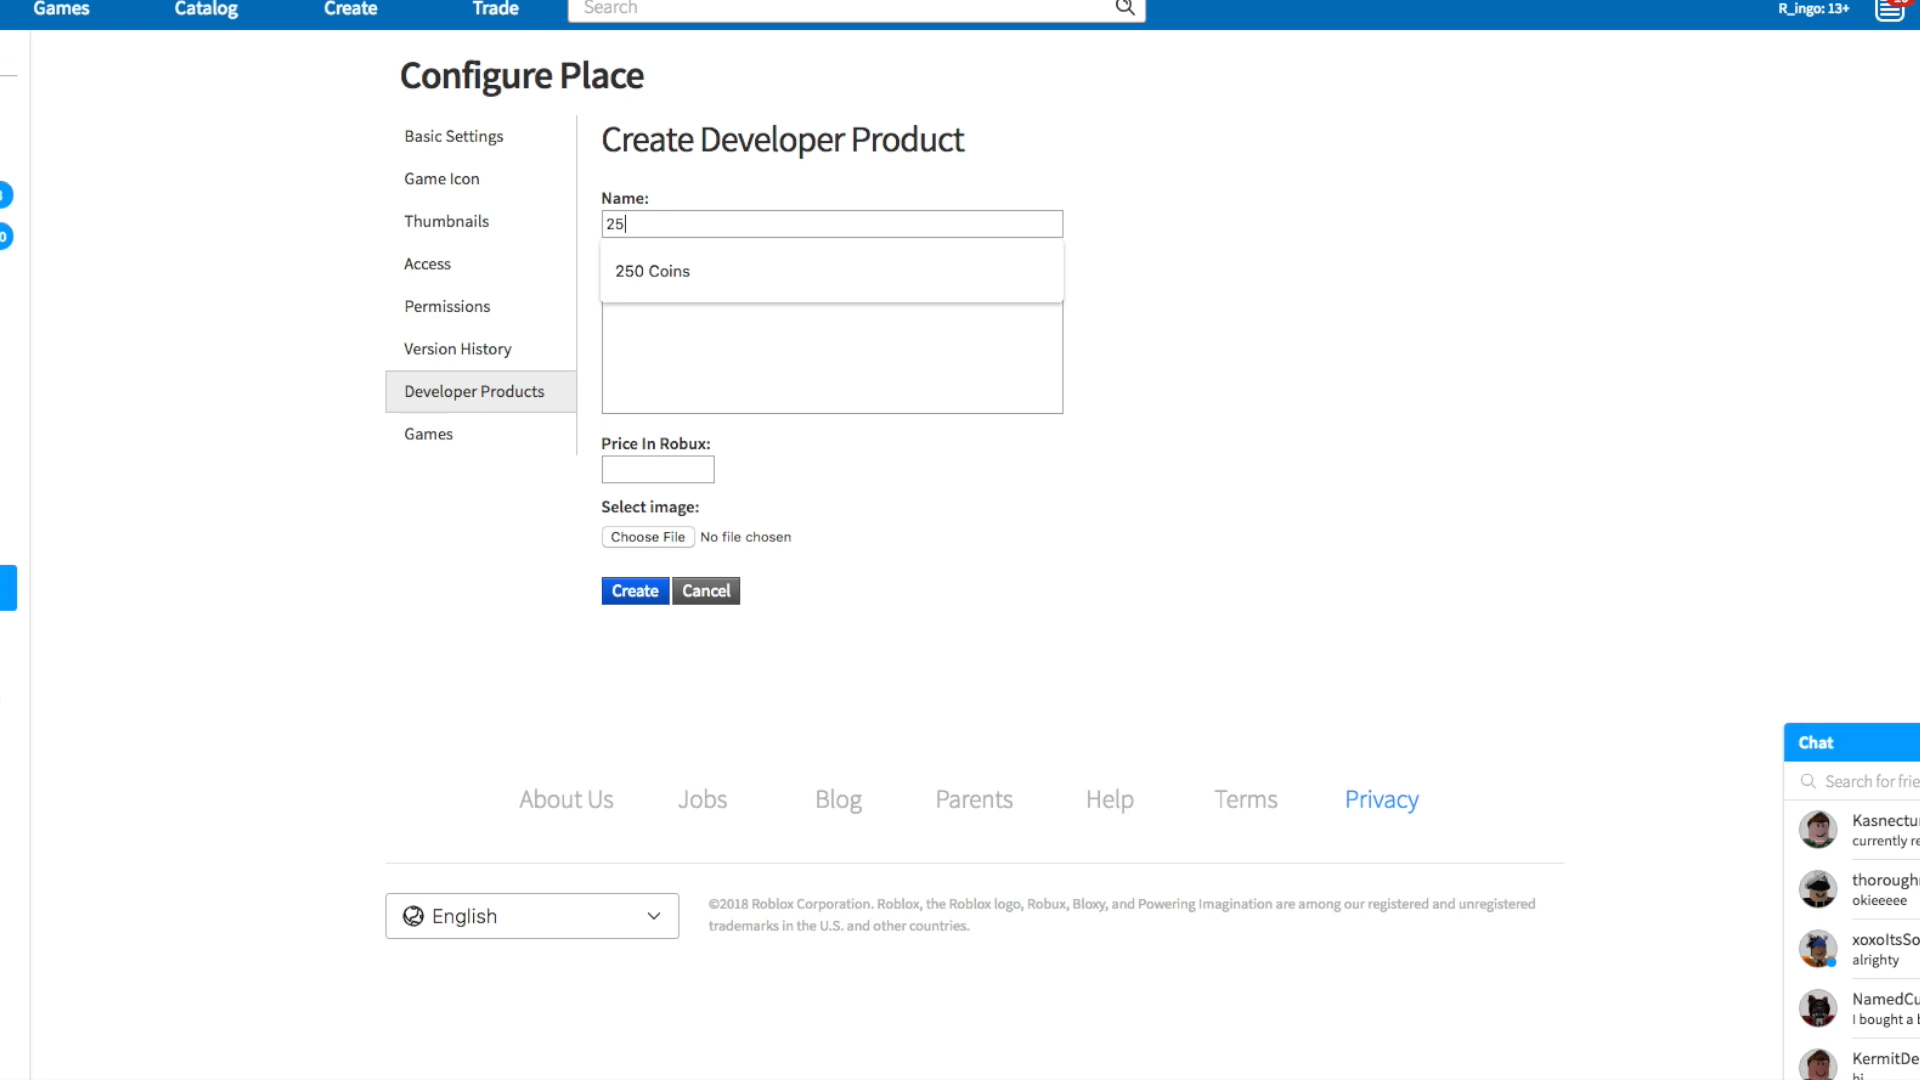 Games Catalog Create Trade Search R_ingo: 13+
Configure Place
Basic Settings
Game Icon
Thumbnails
Access
Permissions
Version History
Developer Products
Games
Create Developer Product
Name:
25
250 Coins
Price In Robux:
Select image:
Choose File No file chosen
Create Cancel
About Us Jobs Blog Parents Help Terms Privacy
English
©2018 Roblox Corporation. Roblox, the Roblox logo, Robux, Bloxy, and Powering Imagination are among our registered and unregistered
trademarks in the U.S. and other countries.
Chat
Search for frie
Kasnectu
currently re
thorough
okieeeee
xoxoItsSo
alrighty
NamedCu
I bought a b
KermitDe